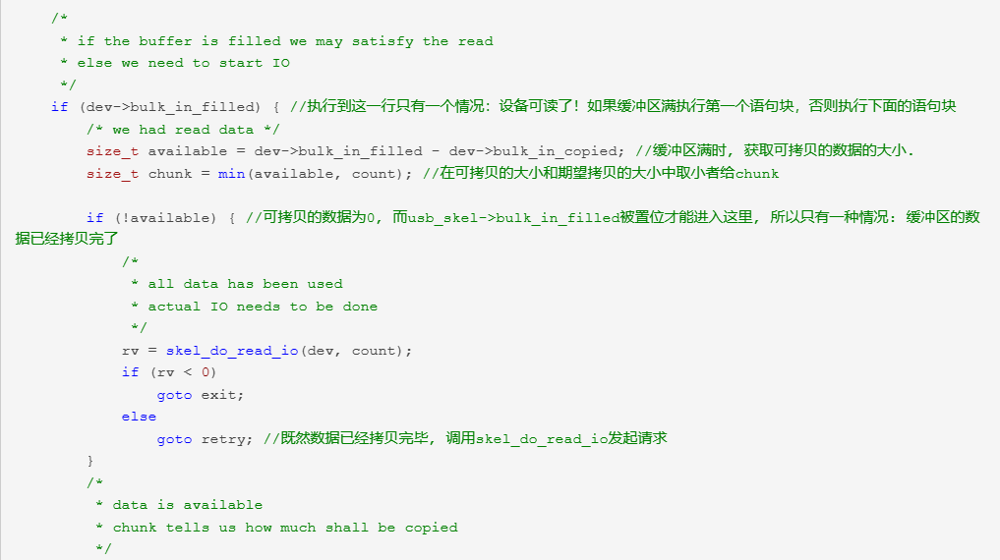 /*
 * if the buffer is filled we may satisfy the read
 * else we need to start IO
 */
if (dev->bulk_in_filled) { //执行到这一行只有一个情况：设备可读了！如果缓冲区满执行第一个语句块，否则执行下面的语句块
/* we had read data */
size_t available = dev->bulk_in_filled - dev->bulk_in_copied; //缓冲区满时, 获取可拷贝的数据的大小.
size_t chunk = min(available, count); //在可拷贝的大小和期望拷贝的大小中取小者给chunk
if (!available) { //可拷贝的数据为0, 而usb_skel->bulk_in_filled被置位才能进入这里, 所以只有一种情况: 缓冲区的数
据已经拷贝完了
/*
 * all data has been used
 * actual IO needs to be done
 */
rv = skel_do_read_io(dev, count);
if (rv < 0)
goto exit;
else
goto retry; //既然数据已经拷贝完毕, 调用skel_do_read_io发起请求
}
/*
 * data is available
 * chunk tells us how much shall be copied
 */